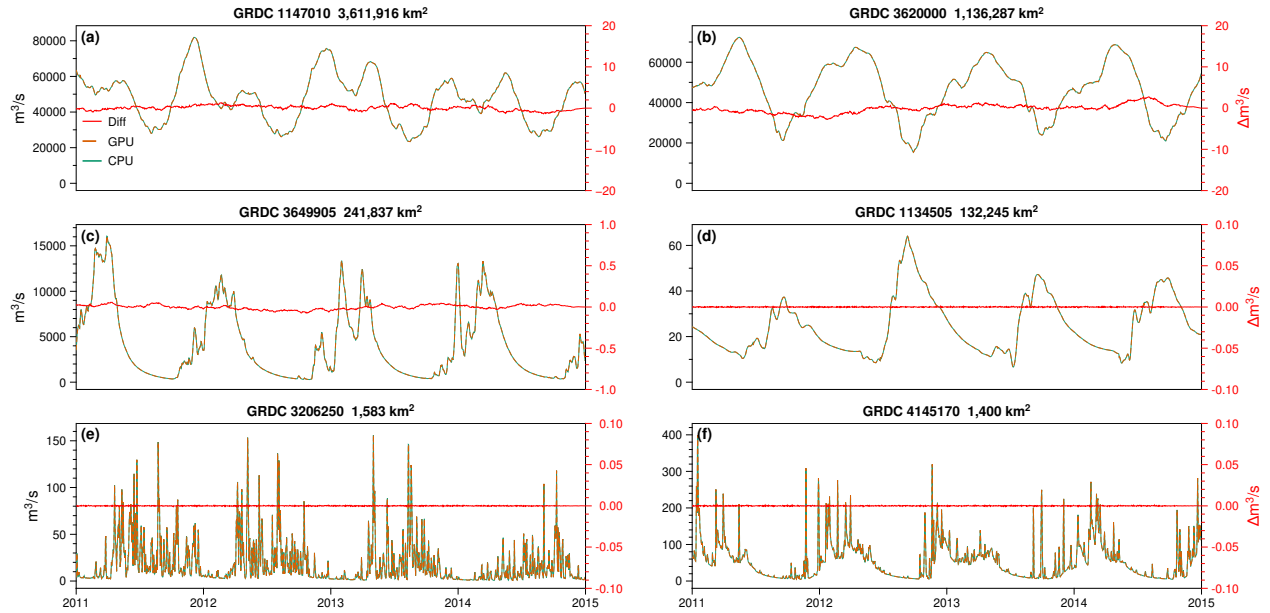 GRDC 1147010 3,611,916 km²
(a)
80000
60000
40000
20000
0
m³/s
Diff
GPU
CPU
20
10
0
−10
−20
GRDC 3620000 1,136,287 km²
(b)
60000
40000
20000
0
20
10
0
−10
−20
Δm³/s
GRDC 3649905 241,837 km²
(c)
15000
10000
5000
0
m³/s
1.0
0.5
0.0
−0.5
−1.0
GRDC 1134505 132,245 km²
(d)
60
40
20
0
0.10
0.05
0.00
−0.05
−0.10
Δm³/s
GRDC 3206250 1,583 km²
(e)
150
100
50
0
m³/s
0.10
0.05
0.00
−0.05
−0.10
2011 2012 2013 2014 2015
GRDC 4145170 1,400 km²
(f)
400
300
200
100
0
0.10
0.05
0.00
−0.05
−0.10
Δm³/s
2011 2012 2013 2014 2015